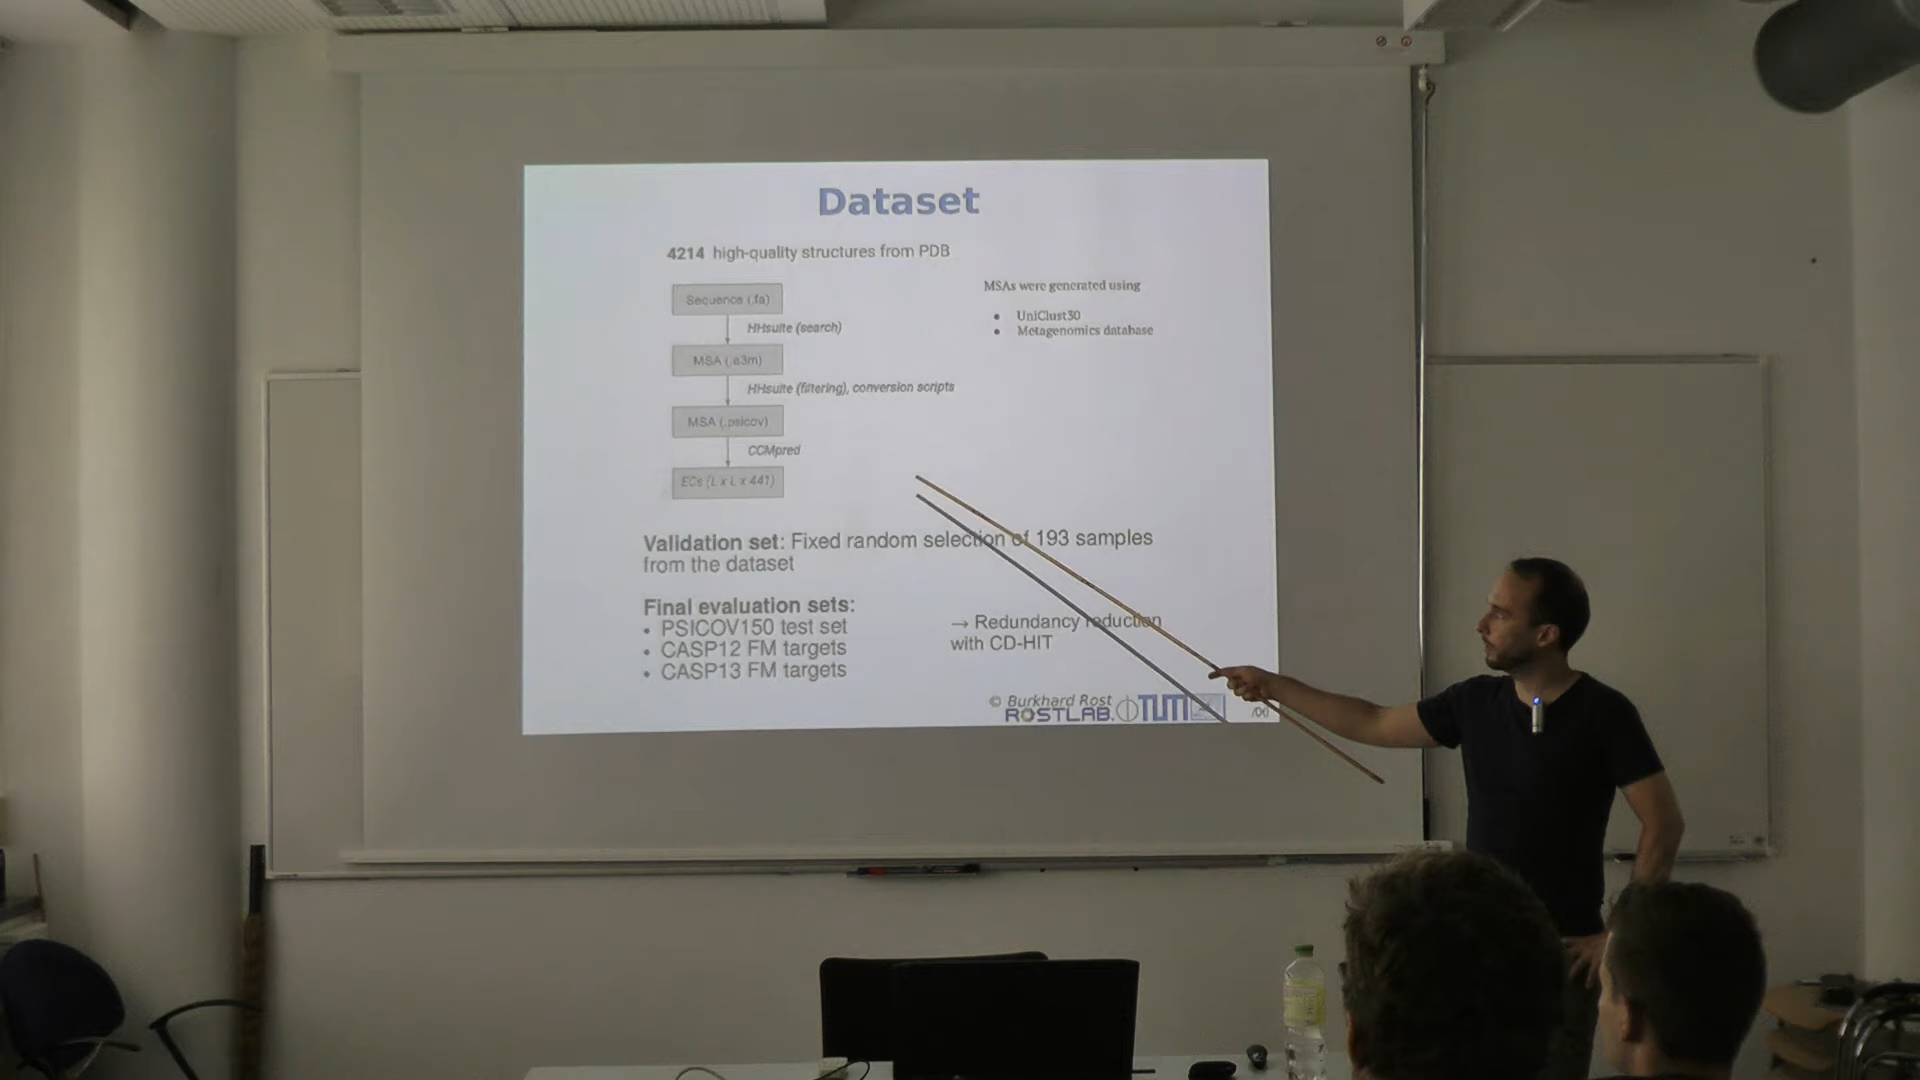 Dataset
4214 high-quality structures from PDB
Sequence (.fa)
HHsuite (search)
MSA (.a3m)
HHsuite (filtering), conversion scripts
MSA (.psicov)
CCMpred
ECs (L x L x 441)
MSAs were generated using
• UniClust30
• Metagenomics database
Validation set: Fixed random selection of 193 samples
from the dataset
Final evaluation sets:
• PSICOV150 test set
• CASP12 FM targets
• CASP13 FM targets
→ Redundancy reduction
with CD-HIT
© Burkhard Rost
ROSTLAB.
TUM
/00